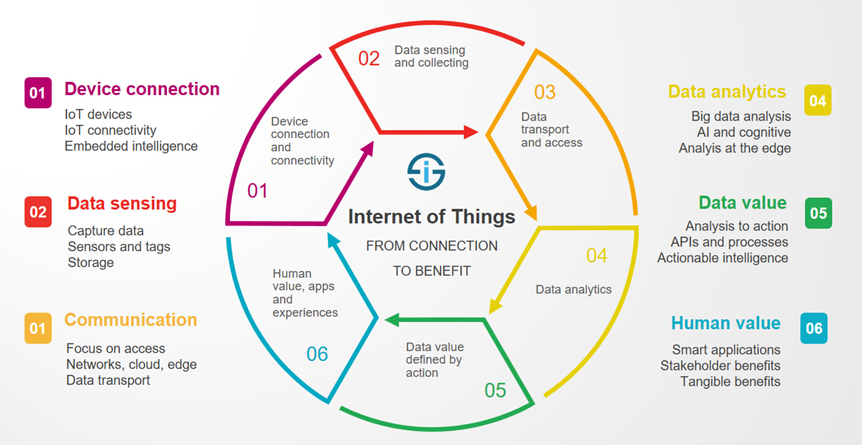 01 Device connection
IoT devices
IoT connectivity
Embedded intelligence
02 Data sensing
Capture data
Sensors and tags
Storage
01 Communication
Focus on access
Networks, cloud, edge
Data transport
Device
connection
and
connectivity
01
02 Data sensing
and collecting
03
Data
transport
and access
04
Data analytics
Data value
defined by
action
05
Human
value, apps
and
experiences
06
Si
Internet of Things
FROM CONNECTION
TO BENEFIT
Data analytics 04
Big data analysis
AI and cognitive
Analyis at the edge
Data value 05
Analysis to action
APIs and processes
Actionable intelligence
Human value 06
Smart applications
Stakeholder benefits
Tangible benefits